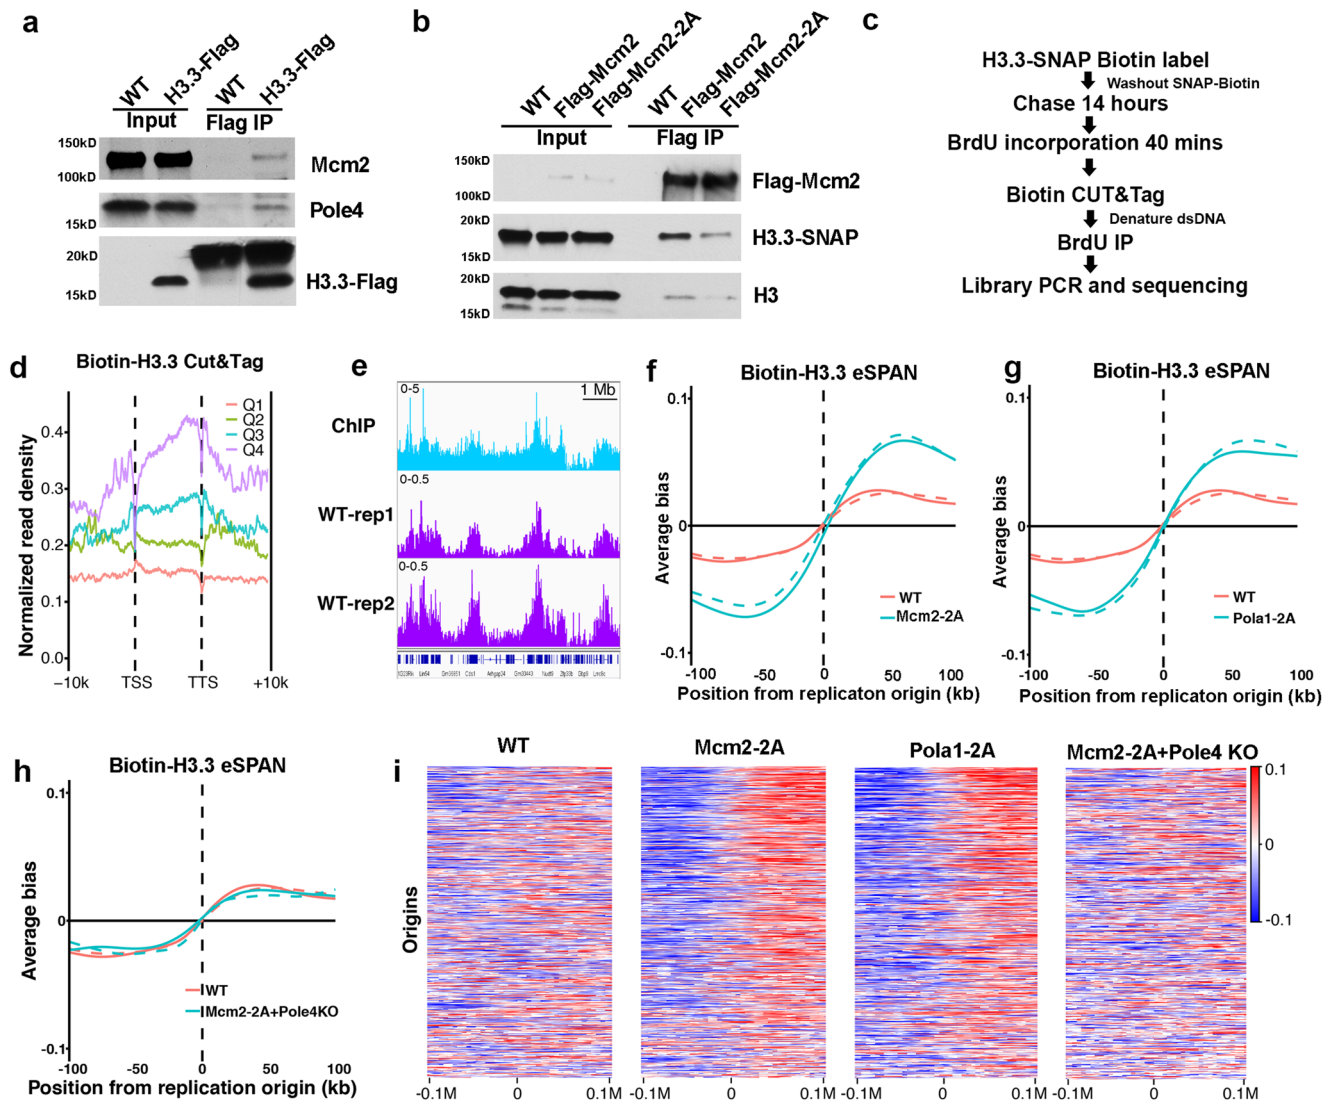 a
WT
H3.3-Flag
WT
H3.3-Flag
Input
Flag IP
150kD
100kD
Mcm2
15kD
Pole4
20kD
15kD
H3.3-Flag
b
WT
Flag-Mcm2
Flag-Mcm2-2A
WT
Flag-Mcm2
Flag-Mcm2-2A
Input
Flag IP
150kD
100kD
Flag-Mcm2
20kD
15kD
H3.3-SNAP
20kD
15kD
H3
c
H3.3-SNAP Biotin label
Washout SNAP-Biotin
Chase 14 hours
BrdU incorporation 40 mins
Biotin CUT&Tag
Denature dsDNA
BrdU IP
Library PCR and sequencing
d
Biotin-H3.3 Cut&Tag
Normalized read density
0.4
0.3
0.2
0.1
0.0
Q1
Q2
Q3
Q4
−10k
TSS
TTS
+10k
e
0-5
1 Mb
ChIP
0-0.5
WT-rep1
0-0.5
WT-rep2
f
Biotin-H3.3 eSPAN
Average bias
0.1
0
-0.1
WT
Mcm2-2A
-100
-50
0
50
100
Position from replicaton origin (kb)
g
Biotin-H3.3 eSPAN
Average bias
0.1
0
-0.1
WT
Pola1-2A
-100
-50
0
50
100
Position from replicaton origin (kb)
h
Biotin-H3.3 eSPAN
Average bias
0.1
0
-0.1
WT
Mcm2-2A+Pole4KO
-100
-50
0
50
100
Position from replication origin (kb)
i
WT
Mcm2-2A
Pola1-2A
Mcm2-2A+Pole4 KO
Origins
0.1
0
-0.1
-0.1M
0
0.1M
-0.1M
0
0.1M
-0.1M
0
0.1M
-0.1M
0
0.1M